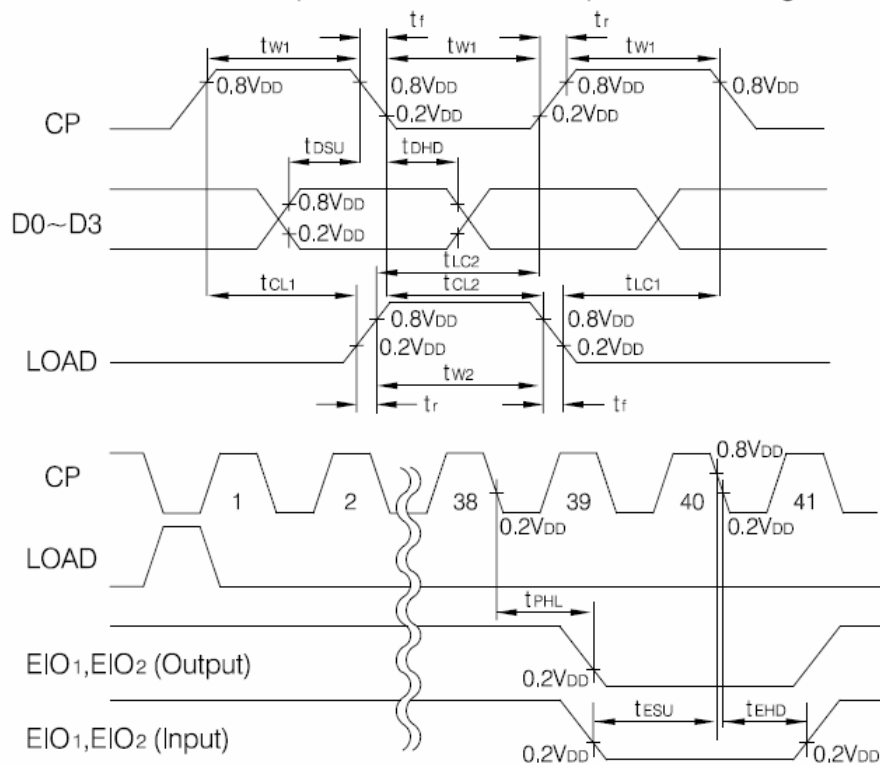 tf tr
tW1 tW1 tW1
0.8VDD 0.8VDD 0.8VDD 0.8VDD
CP 0.2VDD 0.2VDD
tDSU tDHD
0.8VDD
D0~D3
0.2VDD
tLC2
tCL1 tCL2 tLC1
0.8VDD 0.8VDD
0.2VDD 0.2VDD
LOAD
tW2
tr tf
0.8VDD
CP
1 2 38 39 40 41
0.2VDD 0.2VDD
LOAD
tPHL
EIO1,EIO2 (Output)
0.2VDD
tESU tEHD
EIO1,EIO2 (Input)
0.2VDD 0.2VDD